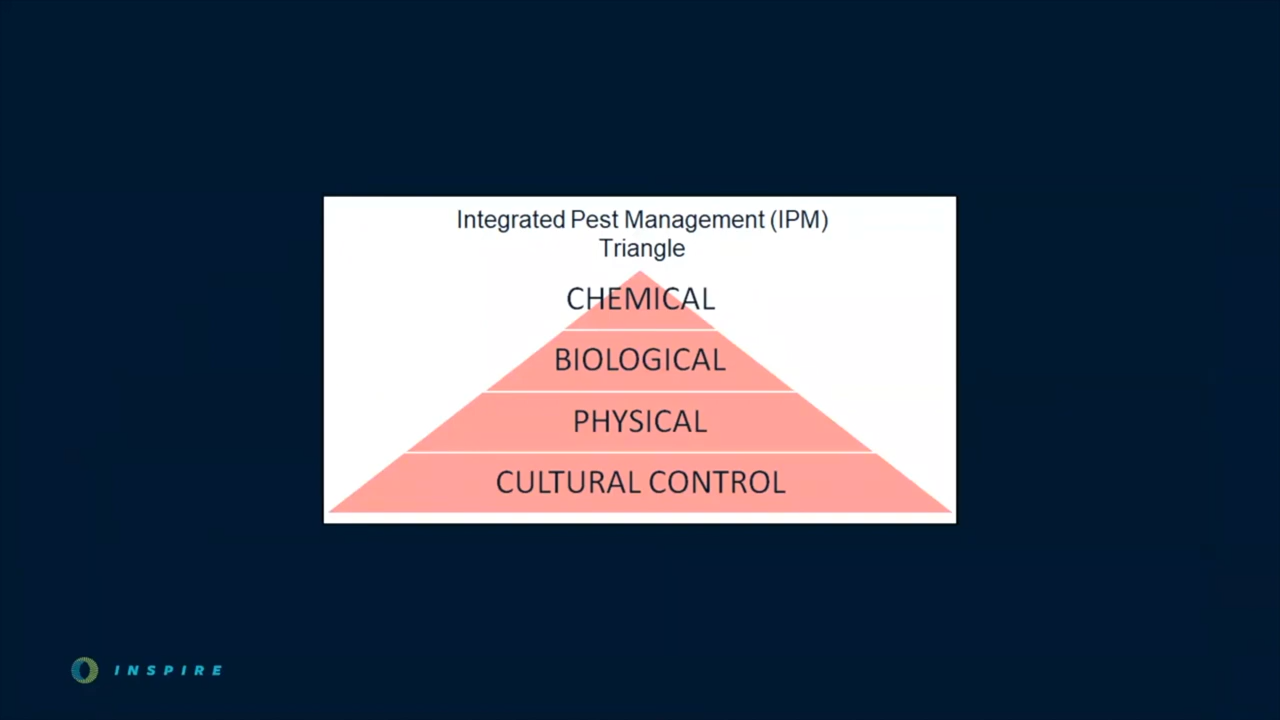 Integrated Pest Management (IPM)
Triangle
CHEMICAL
BIOLOGICAL
PHYSICAL
CULTURAL CONTROL
INSPIRE